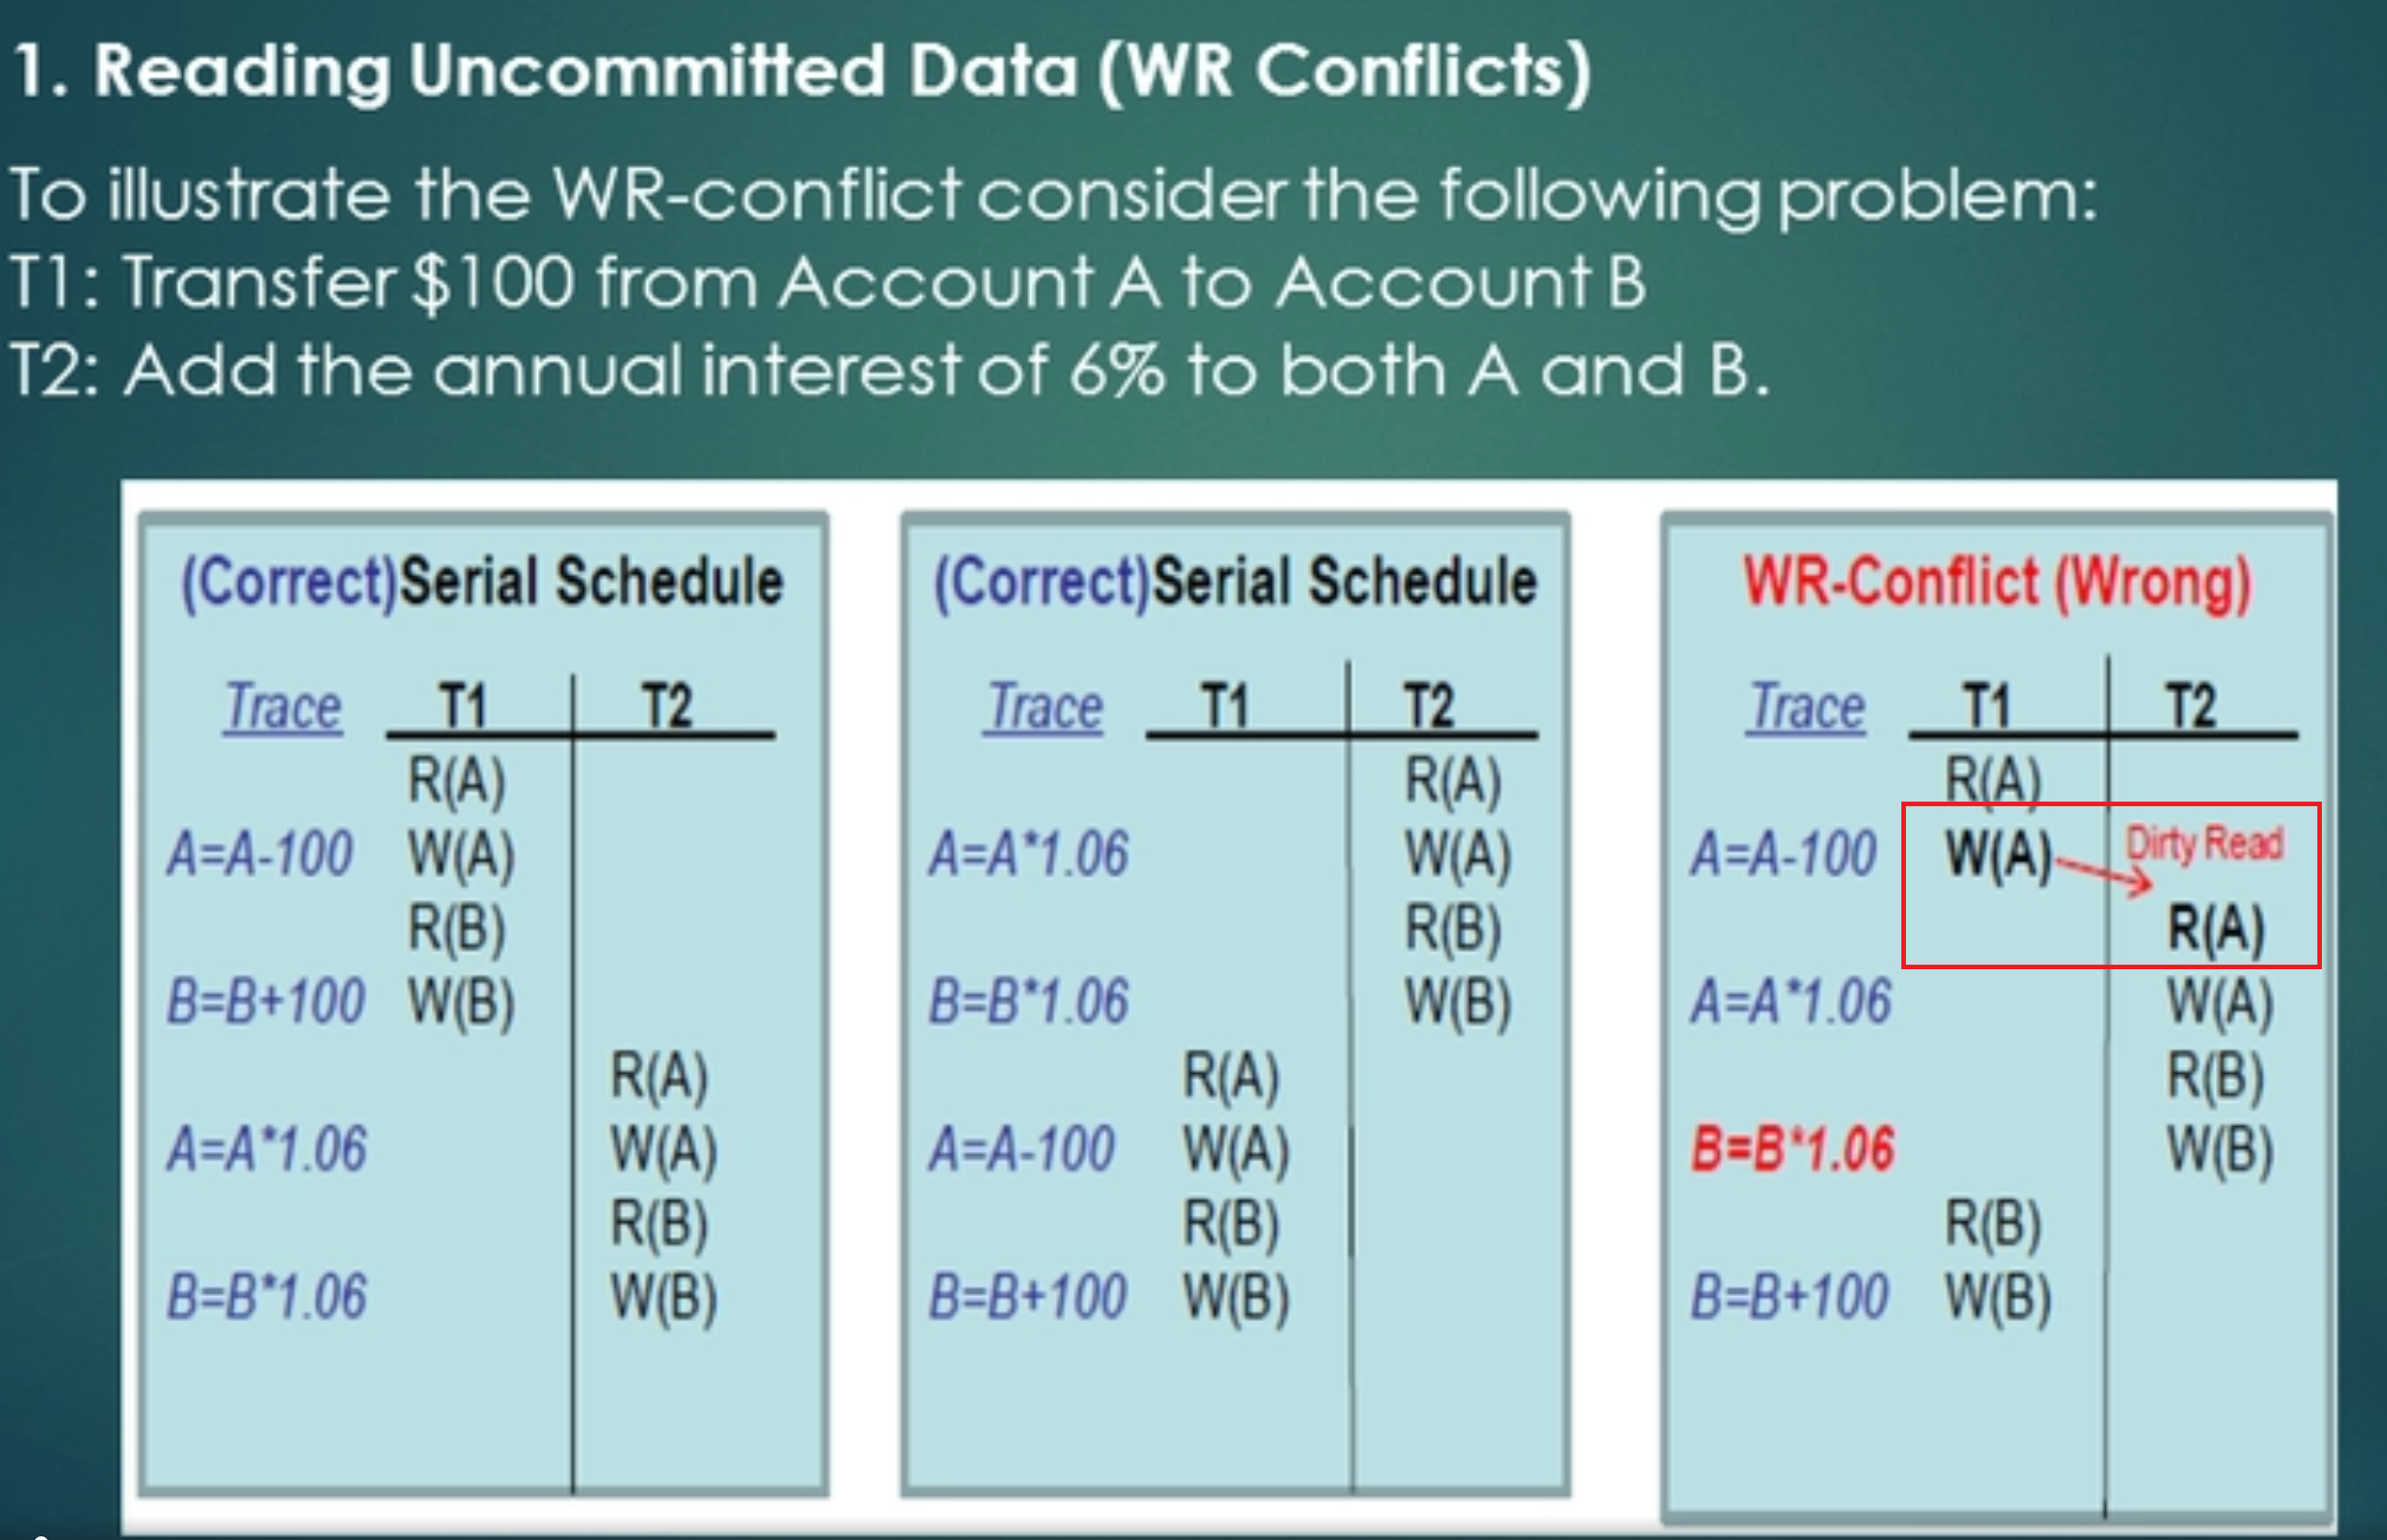 1. Reading Uncommitted Data (WR Conflicts)
To illustrate the WR-conflict consider the following problem:
T1: Transfer $100 from Account A to Account B
T2: Add the annual interest of 6% to both A and B.
(Correct)Serial Schedule
Trace T1 T2
R(A)
A=A-100 W(A)
R(B)
B=B+100 W(B)
R(A)
A=A*1.06 W(A)
R(B)
B=B*1.06 W(B)
(Correct)Serial Schedule
Trace T1 T2
R(A)
A=A*1.06 W(A)
R(B)
B=B*1.06 W(B)
R(A)
A=A-100 W(A)
R(B)
B=B+100 W(B)
WR-Conflict (Wrong)
Trace T1 T2
R(A)
A=A-100 W(A) Dirty Read
R(A)
A=A*1.06 W(A)
R(B)
B=B*1.06 W(B)
R(B)
B=B+100 W(B)